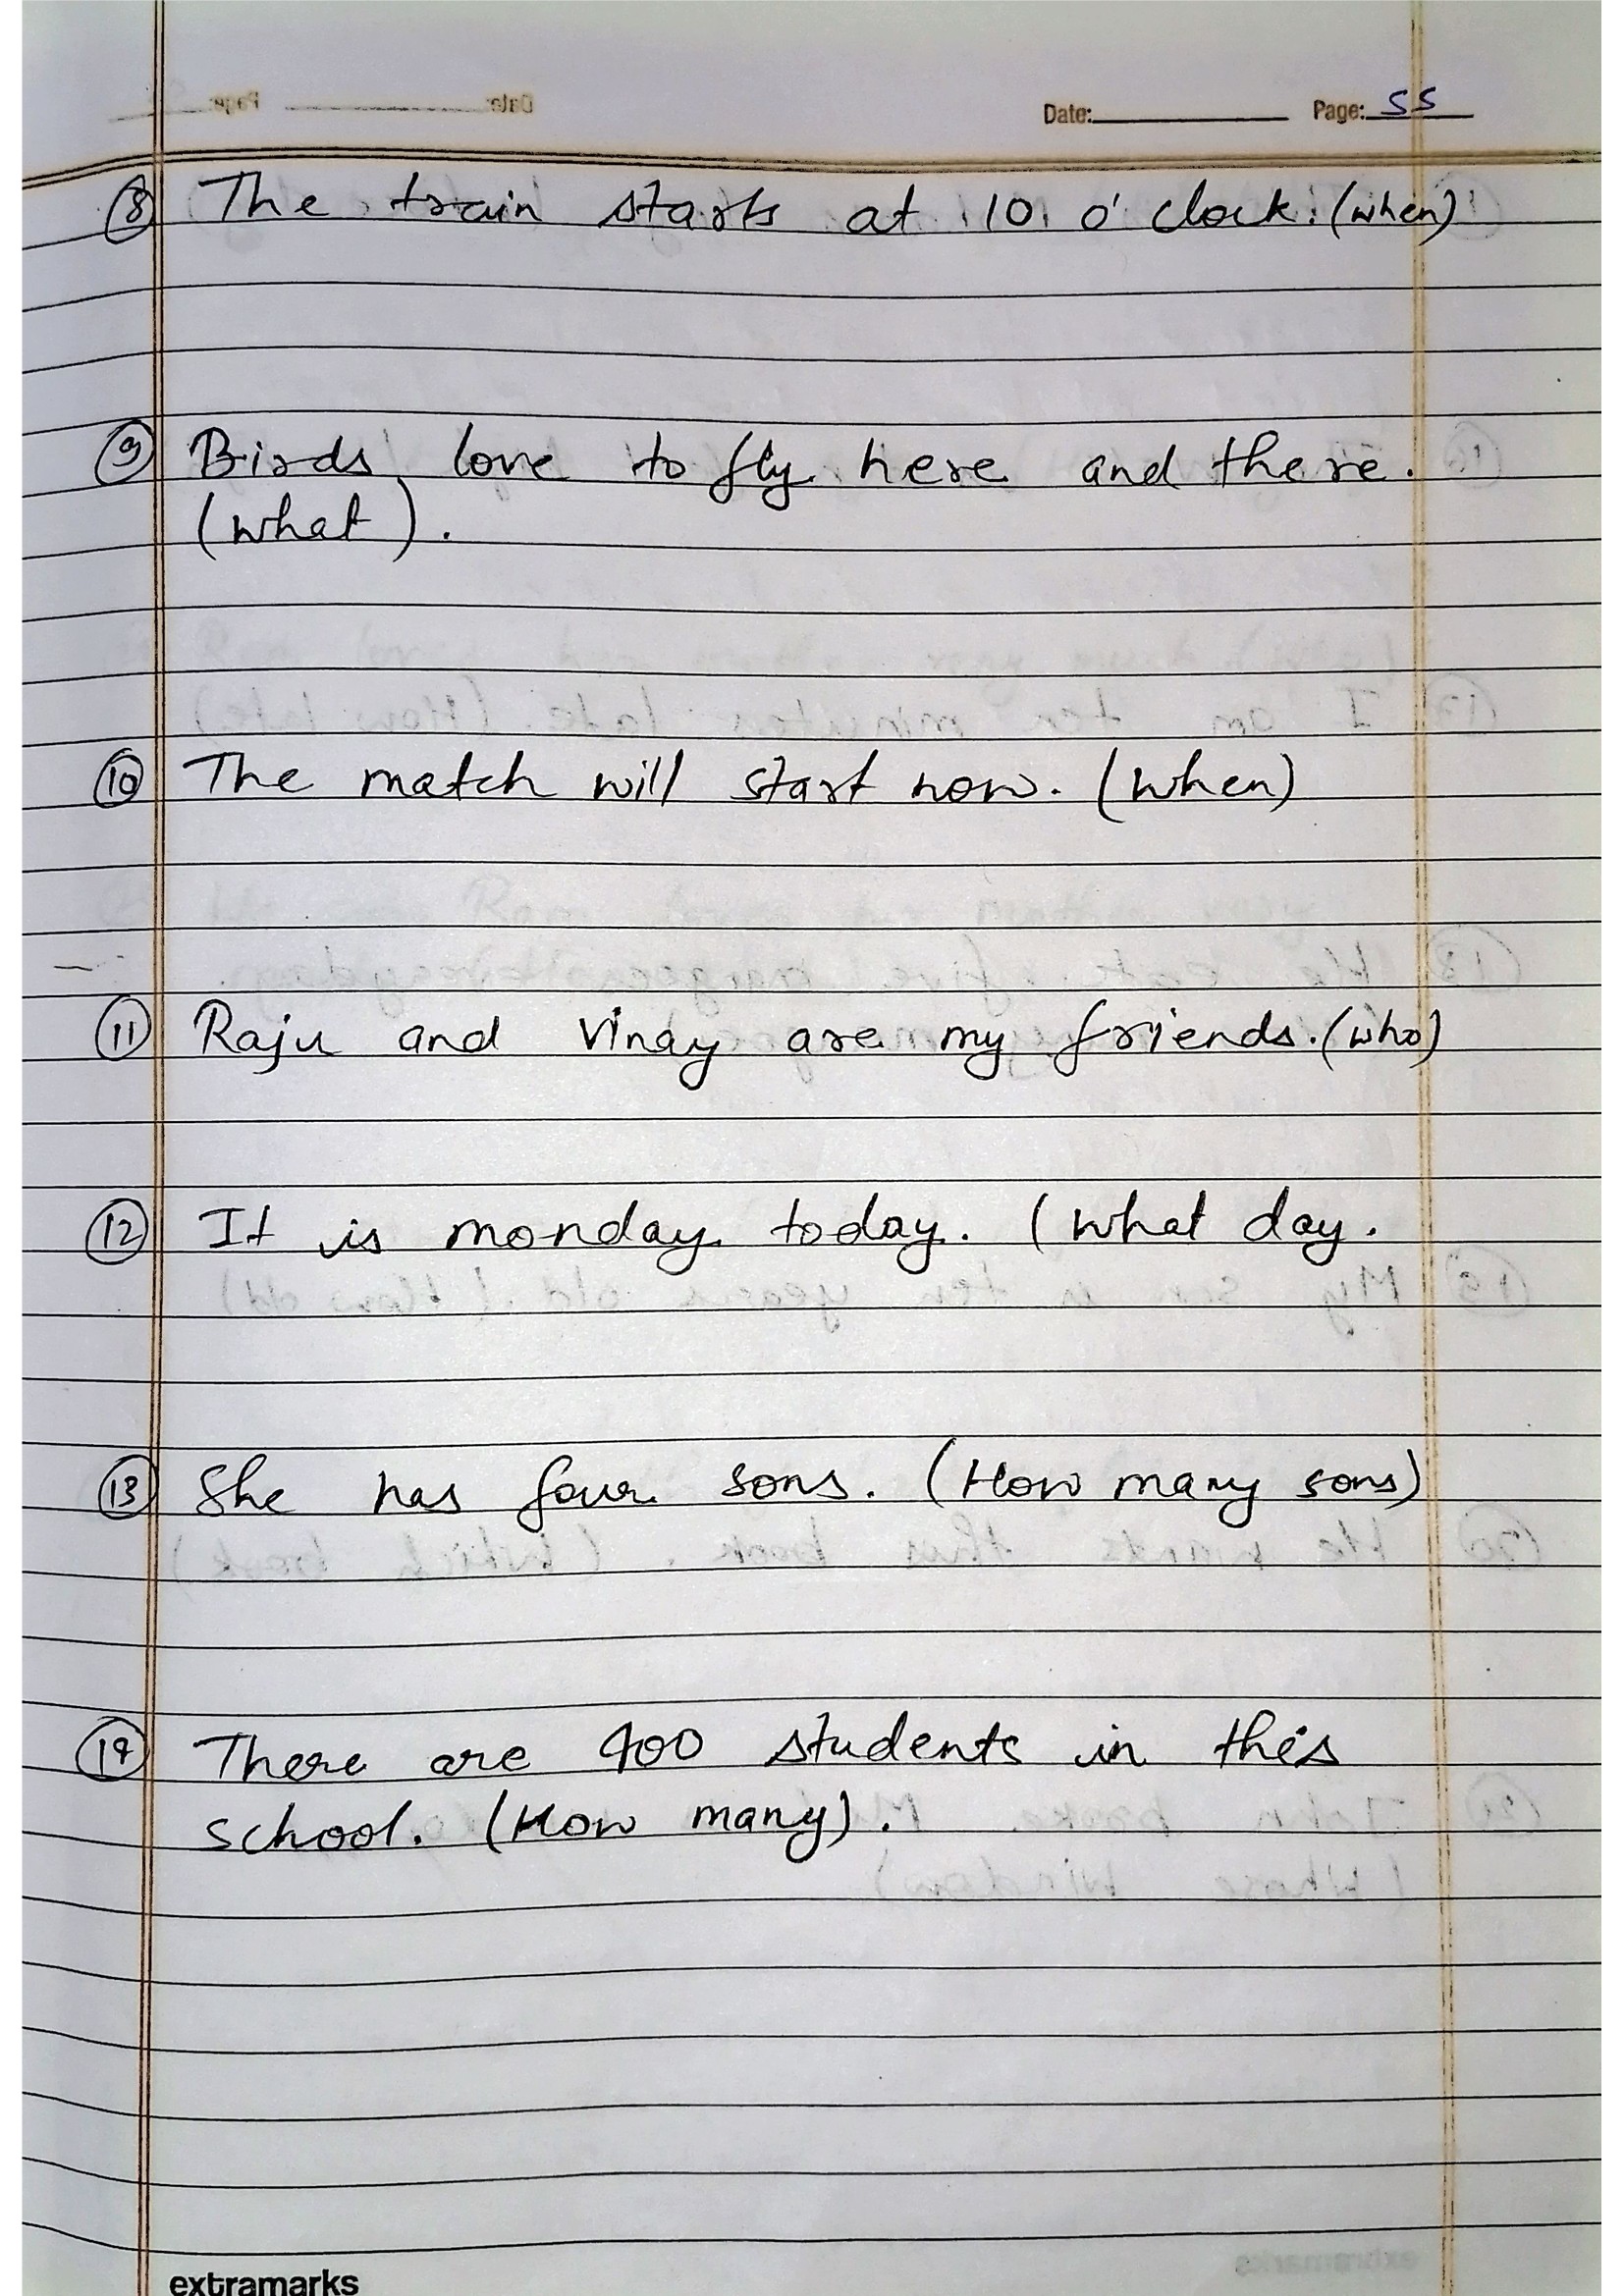 Date: Page: 55
(8) The train starts at 10 o' clock. (when)
(9) Birds love to fly here and there.
(what).
(10) The match will start now. (when)
(11) Raju and Vinay are my friends. (who)
(12) It is monday today. (what day.
(13) She has four sons. (How many sons)
(14) There are 400 students in this
school. (How many).
extramarks